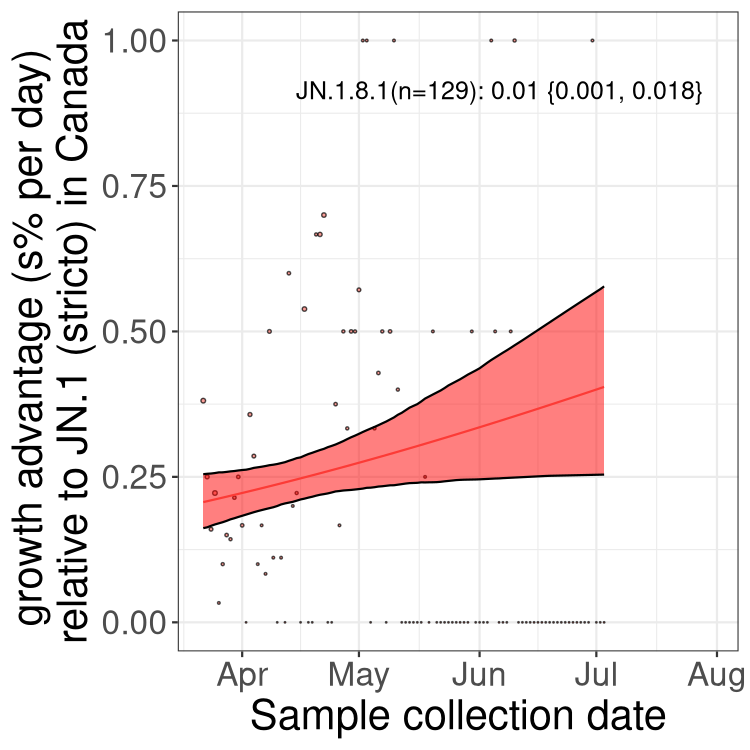 growth advantage (s% per day)
relative to JN.1 (stricto) in Canada
1.00
0.75
0.50
0.25
0.00
JN.1.8.1(n=129): 0.01 {0.001, 0.018}
Apr May Jun Jul Aug
Sample collection date